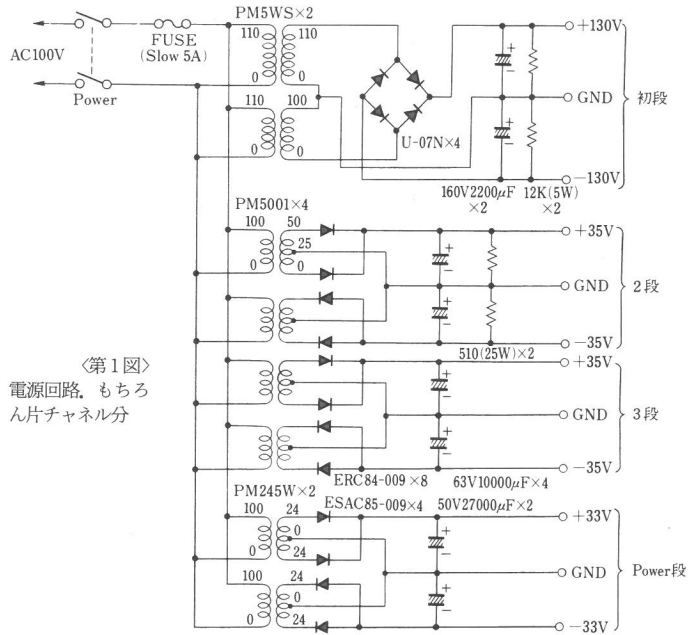 PM5WS×2
AC100V
FUSE
(Slow 5A)
Power
110
110
0
0
110
100
0
0
U-07N×4
+130V
GND
−130V
初段
160V2200μF
×2
12K(5W)
×2
PM5001×4
100
50
25
0
0
+35V
GND
−35V
2段
510(25W)×2
+35V
GND
−35V
3段
ERC84-009×8
63V10000μF×4
PM245W×2
ESAC85-009×4
50V27000μF×2
100
24
0
0
24
100
24
0
0
24
+33V
GND
−33V
Power段
〈第1図〉
電源回路.もちろ
ん片チャネル分